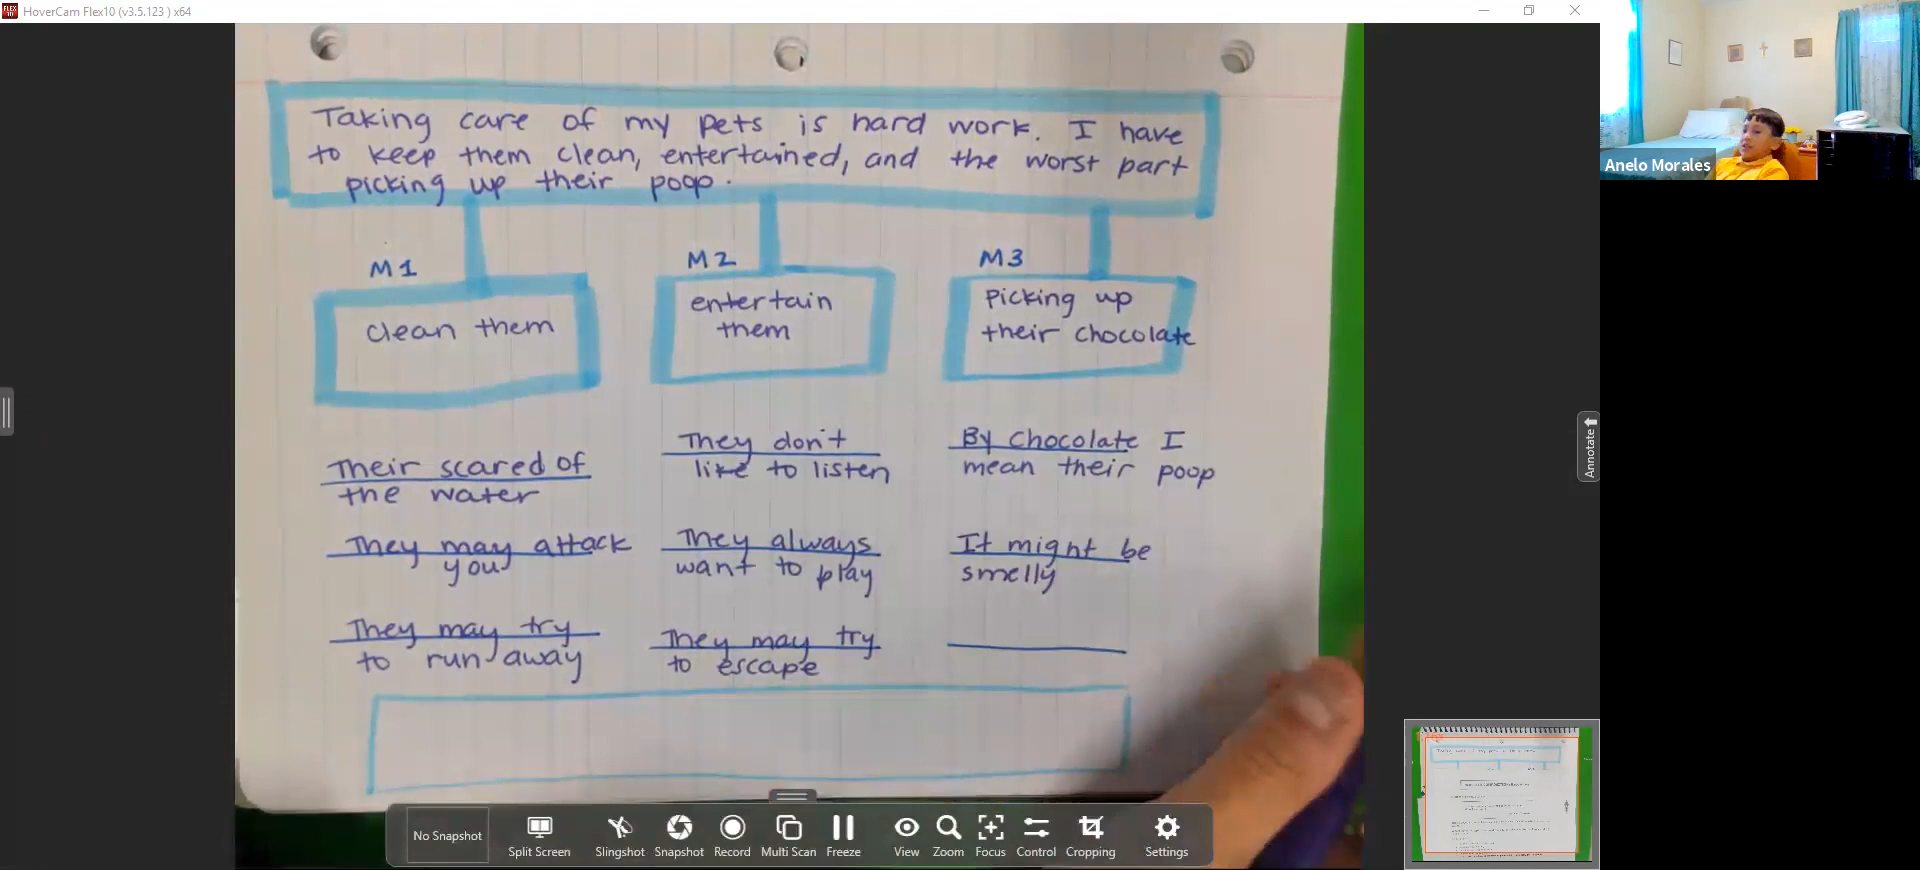 HoverCam Flex10 (v3.5.123) x64
Taking care of my pets is hard work. I have
to keep them clean, entertained, and the worst part
picking up their poop.
M1
clean them
Their scared of
the water
They may attack
you
They may try
to run away
M2
entertain
them
They don't
like to listen
They always
want to play
They may try
to escape
M3
Picking up
their chocolate
By chocolate I
mean their poop
It might be
smelly
Anelo Morales
Annotate
No Snapshot
Split Screen
Slingshot
Snapshot
Record
Multi Scan
Freeze
View
Zoom
Focus
Control
Cropping
Settings